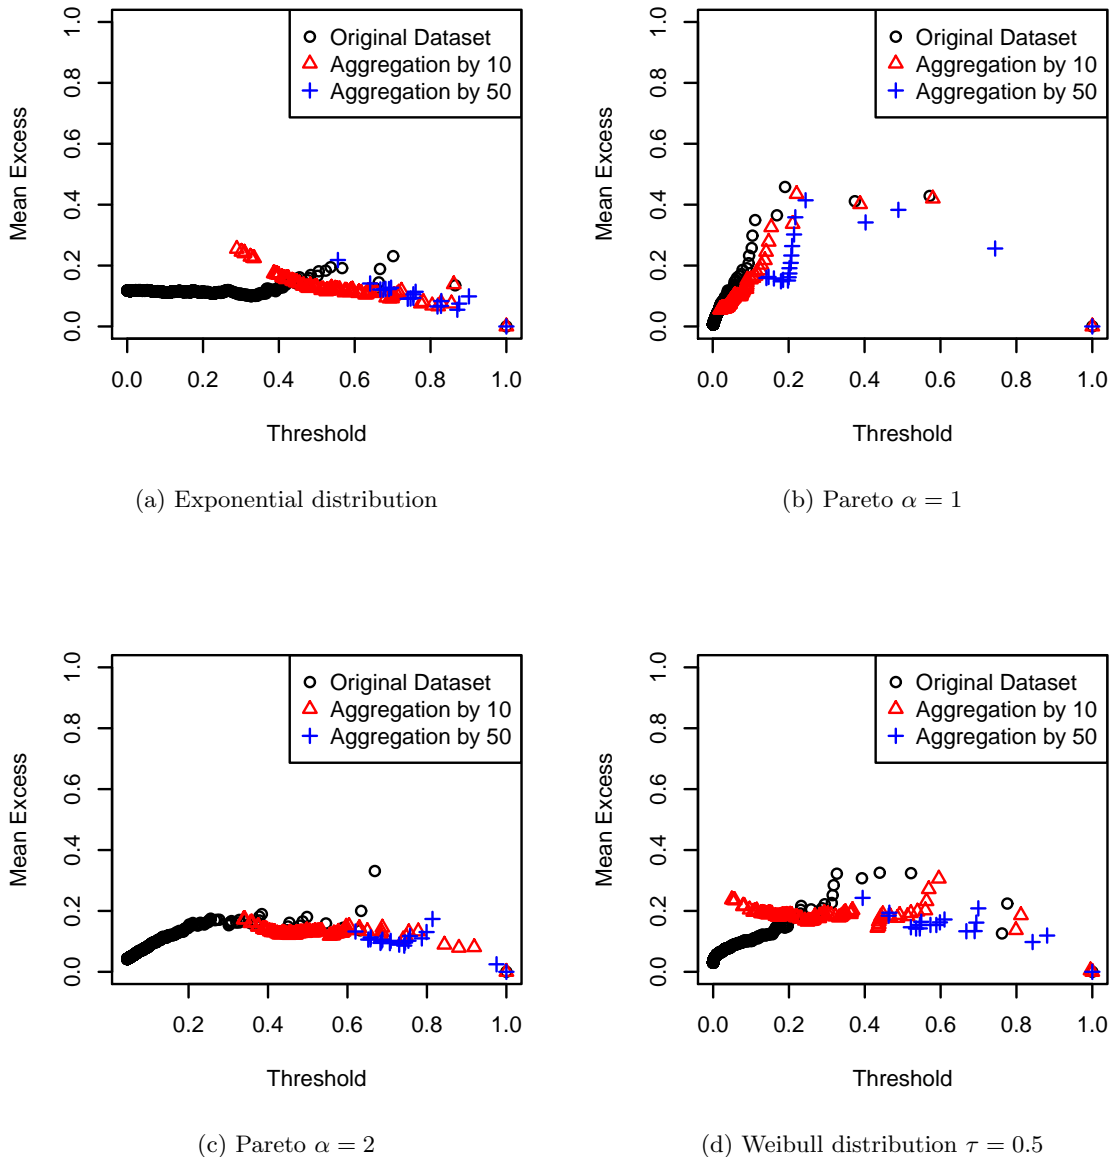 Original Dataset
Aggregation by 10
Aggregation by 50
Mean Excess
0.0 0.2 0.4 0.6 0.8 1.0
0.0 0.2 0.4 0.6 0.8 1.0
Threshold
(a) Exponential distribution
Original Dataset
Aggregation by 10
Aggregation by 50
Mean Excess
0.0 0.2 0.4 0.6 0.8 1.0
0.0 0.2 0.4 0.6 0.8 1.0
Threshold
(b) Pareto α = 1
Original Dataset
Aggregation by 10
Aggregation by 50
Mean Excess
0.0 0.2 0.4 0.6 0.8 1.0
0.2 0.4 0.6 0.8 1.0
Threshold
(c) Pareto α = 2
Original Dataset
Aggregation by 10
Aggregation by 50
Mean Excess
0.0 0.2 0.4 0.6 0.8 1.0
0.0 0.2 0.4 0.6 0.8 1.0
Threshold
(d) Weibull distribution τ = 0.5